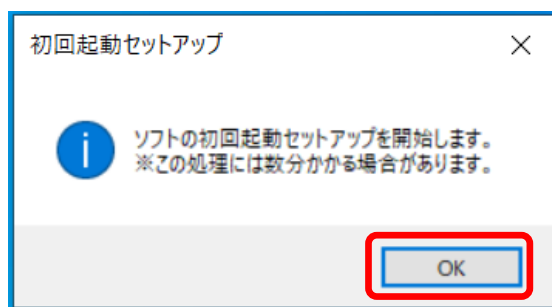 初回起動セットアップ
ソフトの初回起動セットアップを開始します。
※この処理には数分かかる場合があります。
OK